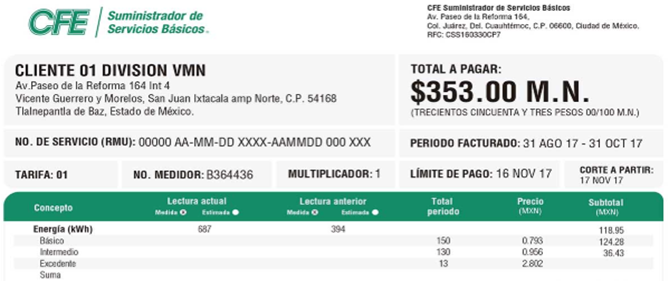 CFE Suministrador de
Servicios Básicos
CFE Suministrador de Servicios Básicos
Av. Paseo de la Reforma 164,
Col. Juárez, Del. Cuauhtémoc, C.P. 06600, Ciudad de México.
RFC: CSS160330CP7
CLIENTE 01 DIVISION VMN
Av.Paseo de la Reforma 164 Int 4
Vicente Guerrero y Morelos, San Juan Ixtacala amp Norte, C.P. 54168
Tlalnepantla de Baz, Estado de México.
TOTAL A PAGAR:
$353.00 M.N.
(TRECIENTOS CINCUENTA Y TRES PESOS 00/100 M.N.)
NO. DE SERVICIO (RMU): 00000 AA-MM-DD XXXX-AAMMDD 000 XXX
PERIODO FACTURADO: 31 AGO 17 - 31 OCT 17
TARIFA: 01 NO. MEDIDOR: B364436 MULTIPLICADOR: 1 LÍMITE DE PAGO: 16 NOV 17 CORTE A PARTIR:
17 NOV 17
Concepto Lectura actual Lectura anterior Total periodo Precio (MXN) Subtotal (MXN)
Medida Estimada Medida Estimada
Energía (kWh) 687 394 118.95
Básico 150 0.793 124.28
Intermedio 130 0.956 36.43
Excedente 13 2.802
Suma